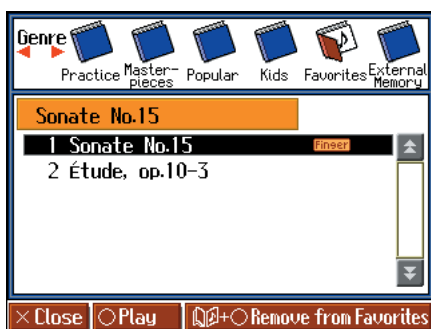 Genre
Practice Master-pieces Popular Kids Favorites External Memory
Sonate No.15
1 Sonate No.15 Finger
2 Étude, op.10-3
× Close ○ Play + ○ Remove from Favorites